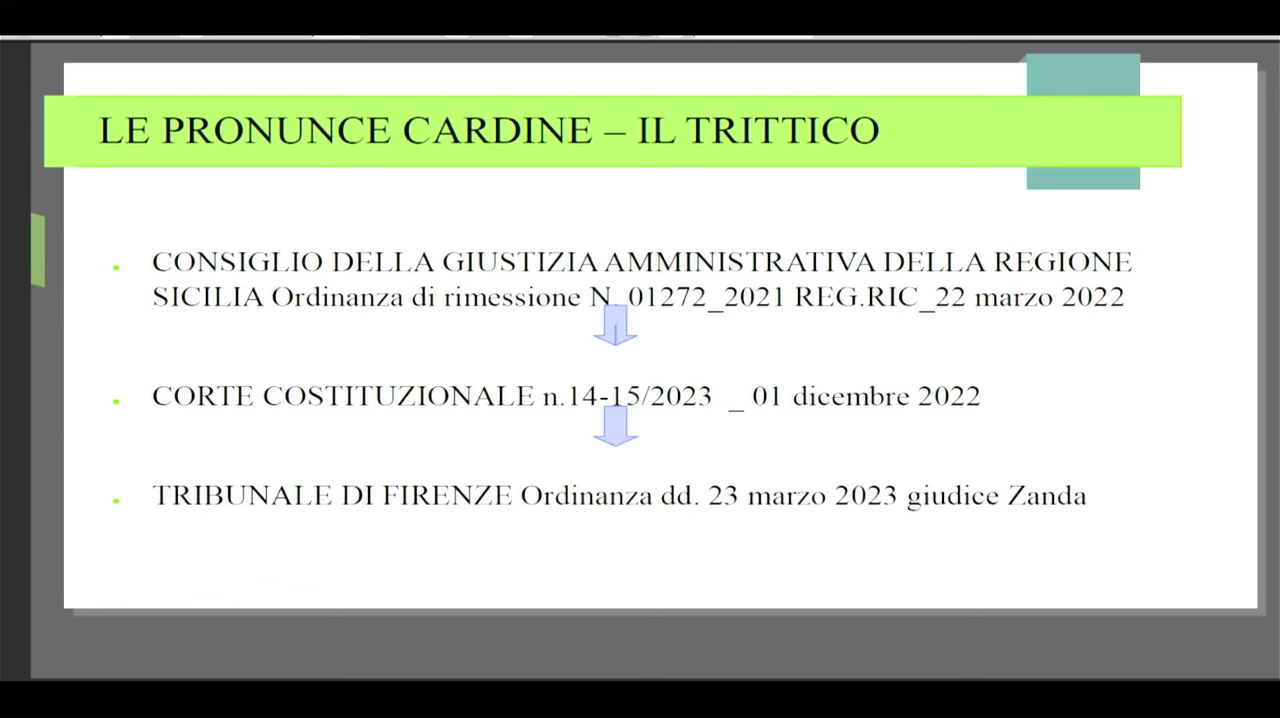 LE PRONUNCE CARDINE – IL TRITTICO
CONSIGLIO DELLA GIUSTIZIA AMMINISTRATIVA DELLA REGIONE
SICILIA Ordinanza di rimessione N. 01272_2021 REG.RIC_22 marzo 2022
CORTE COSTITUZIONALE n.14-15/2023 _ 01 dicembre 2022
TRIBUNALE DI FIRENZE Ordinanza dd. 23 marzo 2023 giudice Zanda